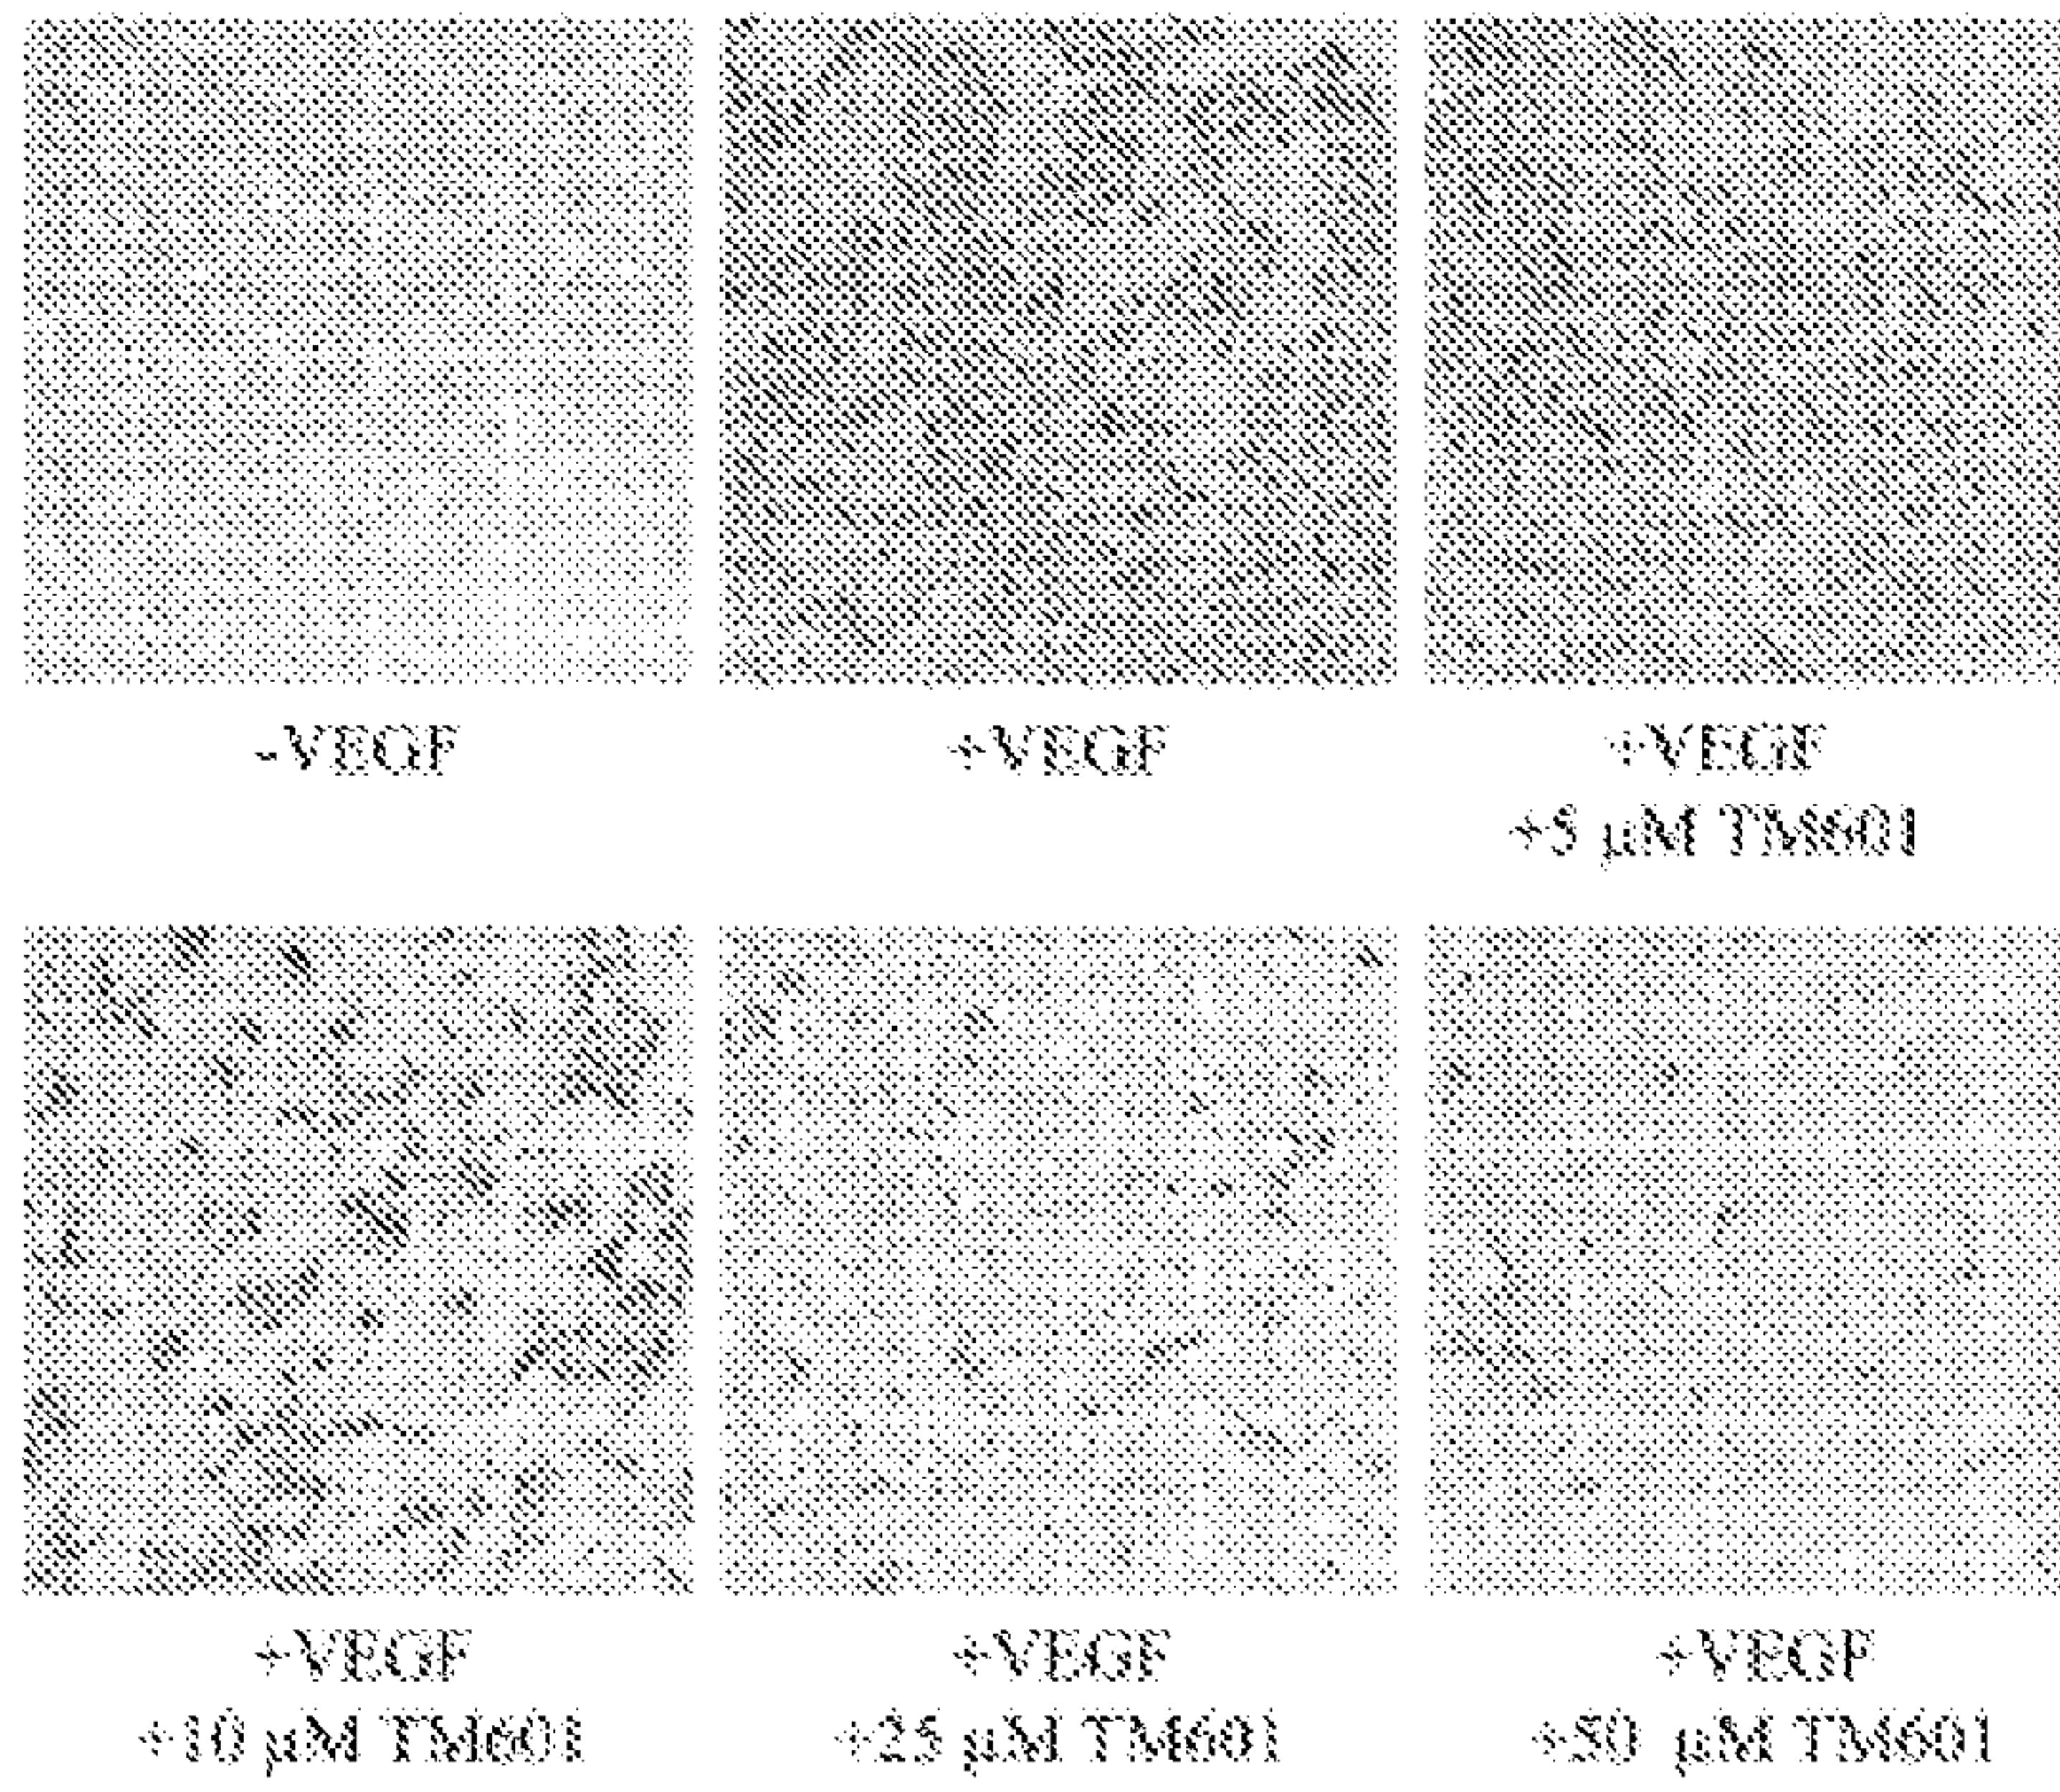 -VEGF
+VEGF
+VEGF
+5 μM TM601
+VEGF
+10 μM TM601
+VEGF
+25 μM TM601
+VEGF
+50 μM TM601